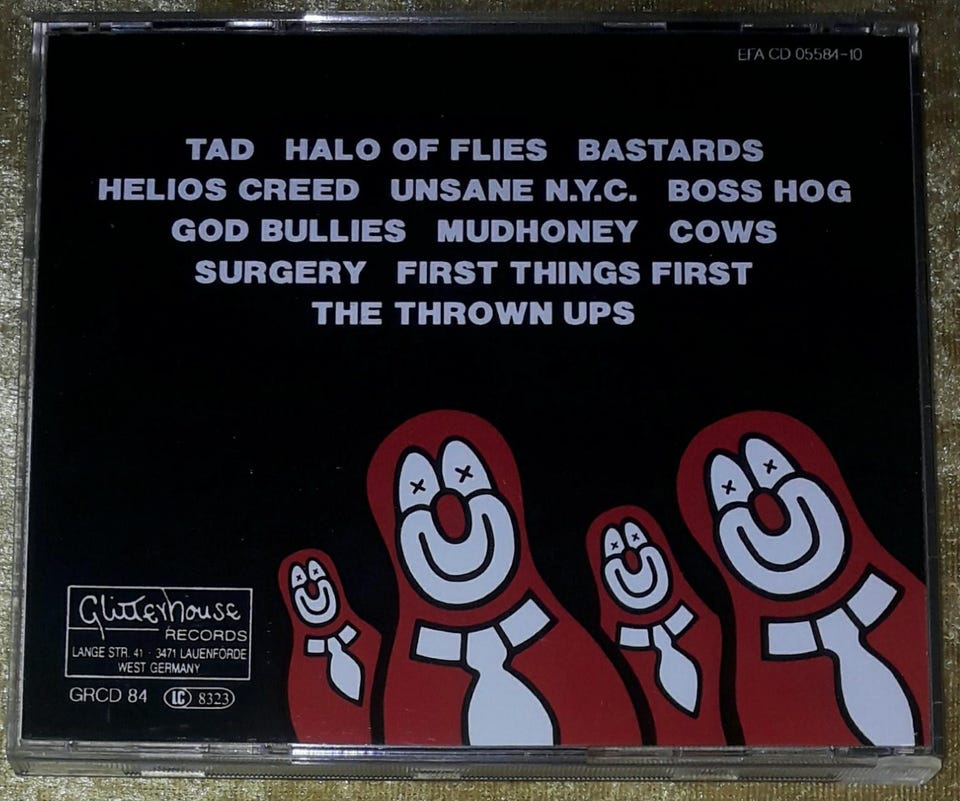 EFA CD 05584-10
TAD HALO OF FLIES BASTARDS
HELIOS CREED UNSANE N.Y.C. BOSS HOG
GOD BULLIES MUDHONEY COWS
SURGERY FIRST THINGS FIRST
THE THROWN UPS
Glitterhouse
RECORDS
LANGE STR. 41 · 3471 LAUENFÖRDE
WEST GERMANY
GRCD 84 LC 8323